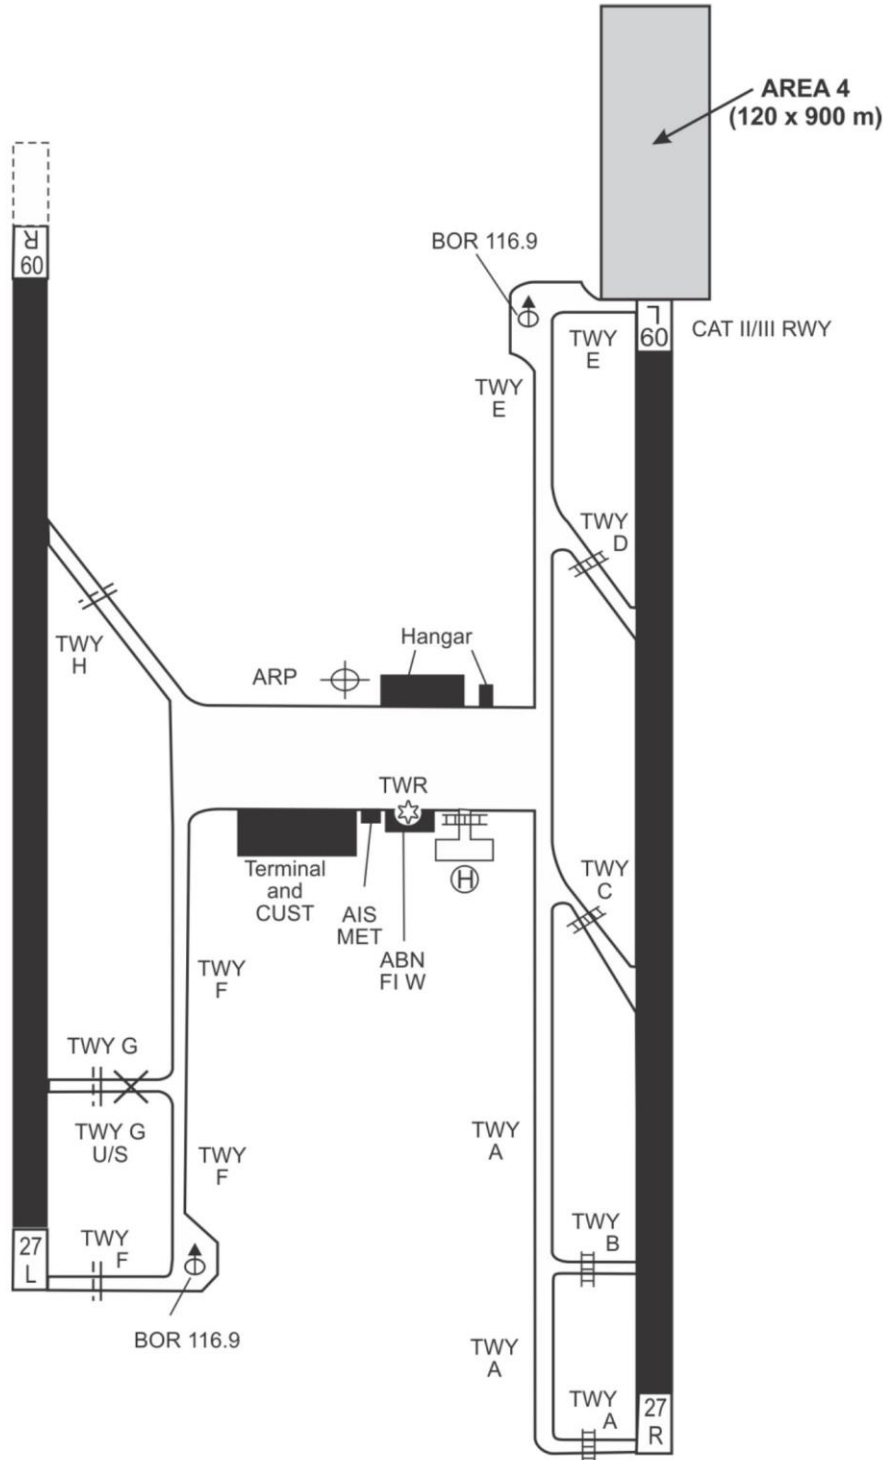 AREA 4
(120 x 900 m)
09
R
BOR 116.9
09
L
CAT II/III RWY
TWY
E
TWY
E
TWY
D
TWY
H
Hangar
ARP
TWR
Terminal
and
CUST
AIS
MET
H
ABN
FI W
TWY
C
TWY
F
TWY G
TWY G
U/S
TWY
F
TWY
A
TWY
B
27
L
TWY
F
BOR 116.9
TWY
A
TWY
A
27
R